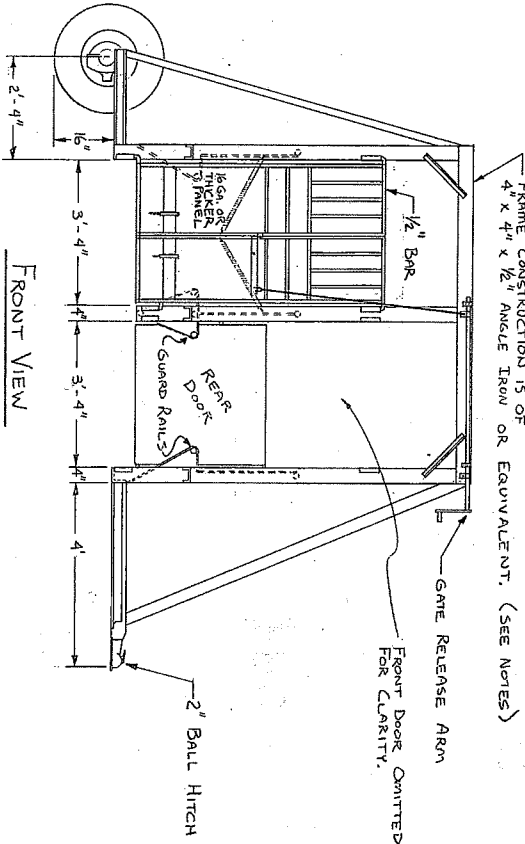 FRAME CONSTRUCTION IS OF
4" X 4" X 1/2" ANGLE IRON OR EQUIVALENT. (SEE NOTES)
GATE RELEASE ARM
FRONT DOOR OMITTED
FOR CLARITY.
1/2" BAR
16 GA. OR
THICKER
PANEL
REAR
DOOR
GUARD RAILS
2" BALL HITCH
16"
2'-4"
3'-4"
4"
3'-4"
4"
4'
FRONT VIEW